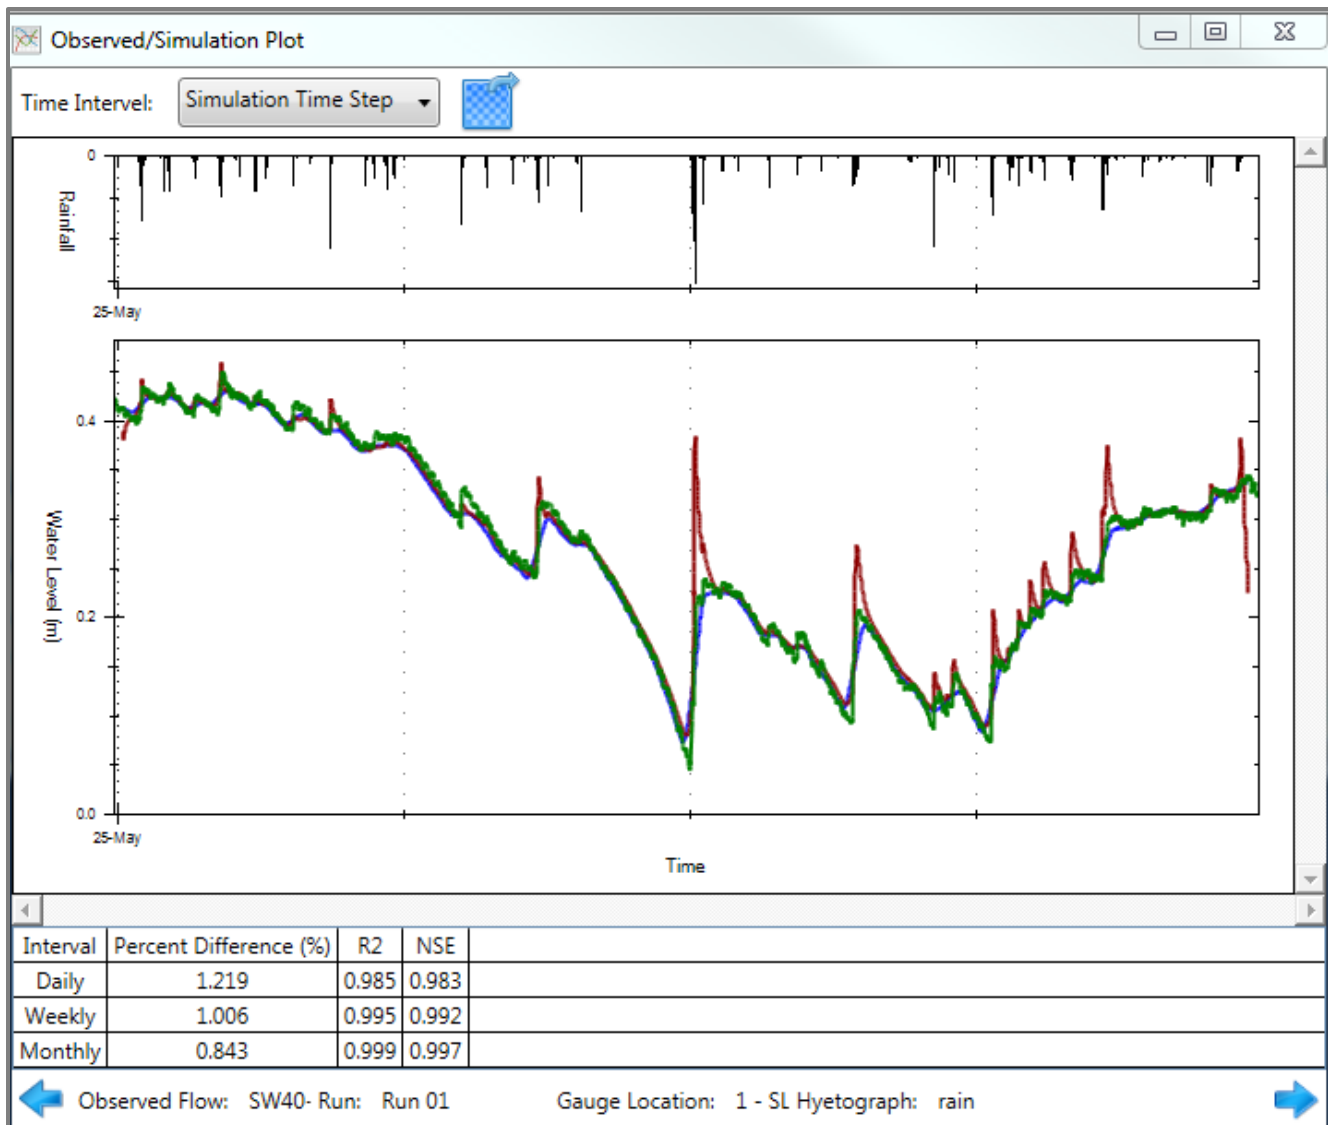 Observed/Simulation Plot
Time Intervel: Simulation Time Step
0
Rainfall
25-May
0.4
0.2
0.0
Water Level (m)
25-May
Time
Interval Percent Difference (%) R2 NSE
Daily 1.219 0.985 0.983
Weekly 1.006 0.995 0.992
Monthly 0.843 0.999 0.997
Observed Flow: SW40- Run: Run 01 Gauge Location: 1 - SL Hyetograph: rain